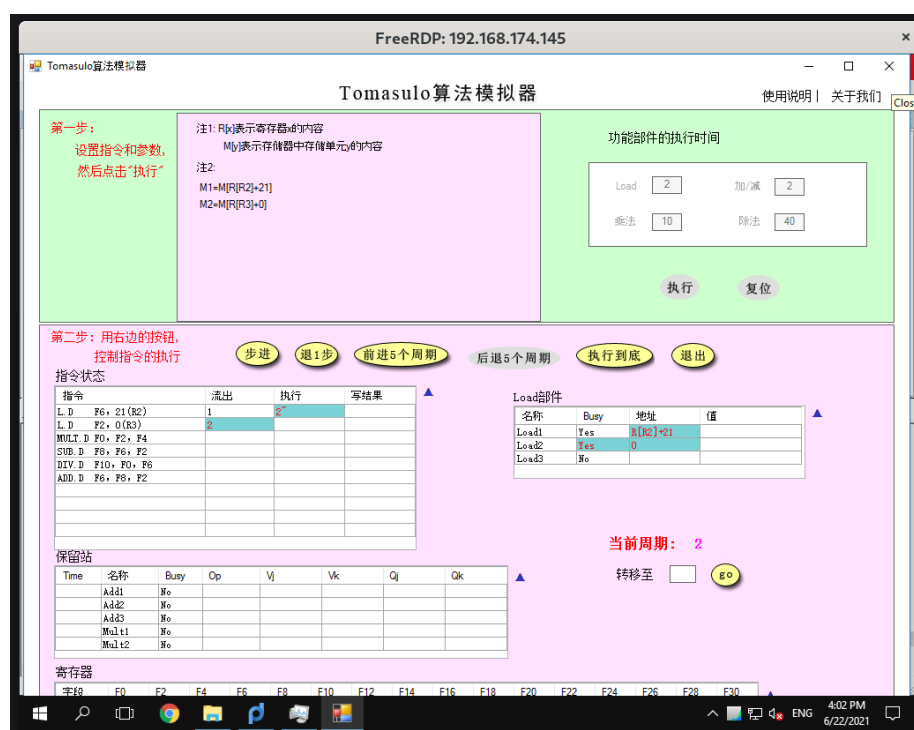 FreeRDP: 192.168.174.145 ×
Tomasulo算法模拟器
Tomasulo算法模拟器
使用说明 | 关于我们
Clos
第一步：
设置指令和参数,
然后点击"执行"
注1: R[x]表示寄存器x的内容
M[y]表示存储器中存储单元y的内容
注2:
M1=M[R[R2]+21]
M2=M[R[R3]+0]
功能部件的执行时间
Load 2 加/减 2
乘法 10 除法 40
执行 复位
第二步：用右边的按钮,
控制指令的执行
步进 退1步 前进5个周期 后退5个周期 执行到底 退出
指令状态
指令 流出 执行 写结果
L.D F6, 21(R2) 1 2~
L.D F2, 0(R3) 2
MULT.D F0, F2, F4
SUB.D F8, F6, F2
DIV.D F10, F0, F6
ADD.D F6, F8, F2
Load部件
名称 Busy 地址 值
Load1 Yes R[R2]+21
Load2 Yes 0
Load3 No
当前周期: 2
转移至 go
保留站
Time 名称 Busy Op Vj Vk Qj Qk
Add1 No
Add2 No
Add3 No
Mult1 No
Mult2 No
寄存器
字段 F0 F2 F4 F6 F8 F10 F12 F14 F16 F18 F20 F22 F24 F26 F28 F30
ENG
4:02 PM
6/22/2021